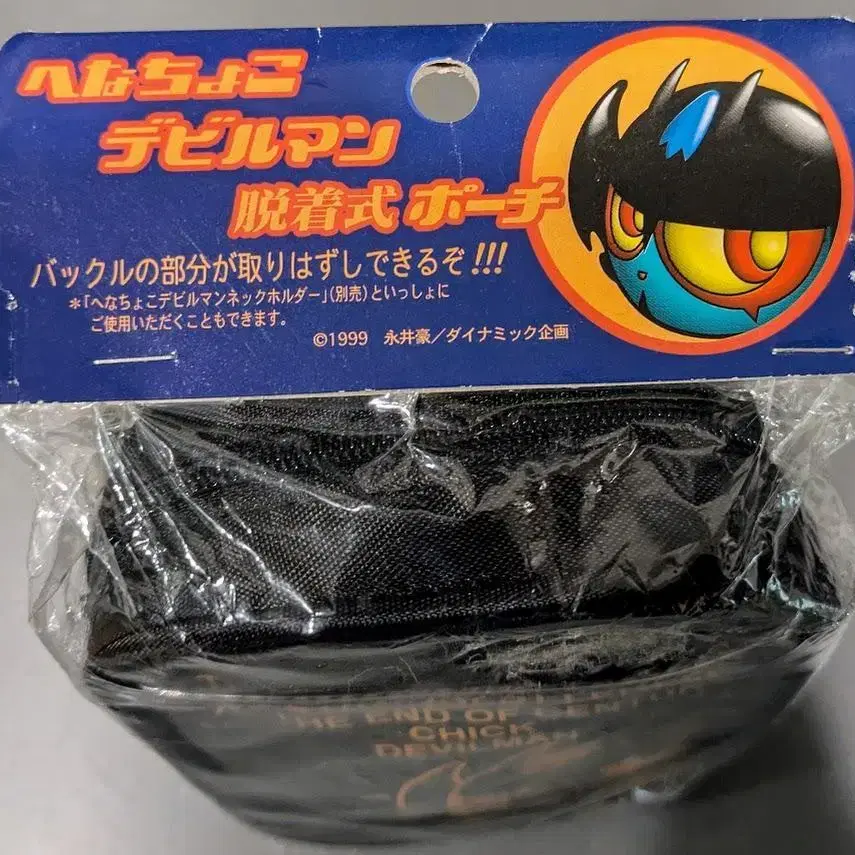 へなちょこ
デビルマン
脱着式 ポーチ
バックルの部分が取りはずしできるぞ!!!
*「へなちょこデビルマンネックホルダー」(別売)といっしょに
ご使用いただくこともできます。
©1999 永井豪/ダイナミック企画
THE END OF CENTURY
CHICK
DEVILMAN